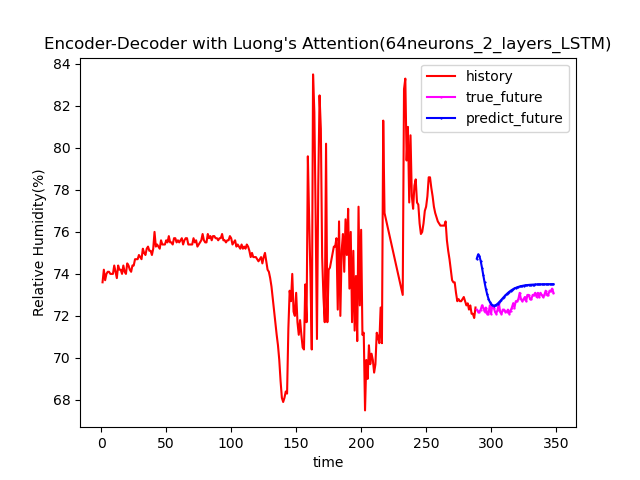 Encoder-Decoder with Luong's Attention(64neurons_2_layers_LSTM)
history
true_future
predict_future
Relative Humidity(%)
84
82
80
78
76
74
72
70
68
0 50 100 150 200 250 300 350
time